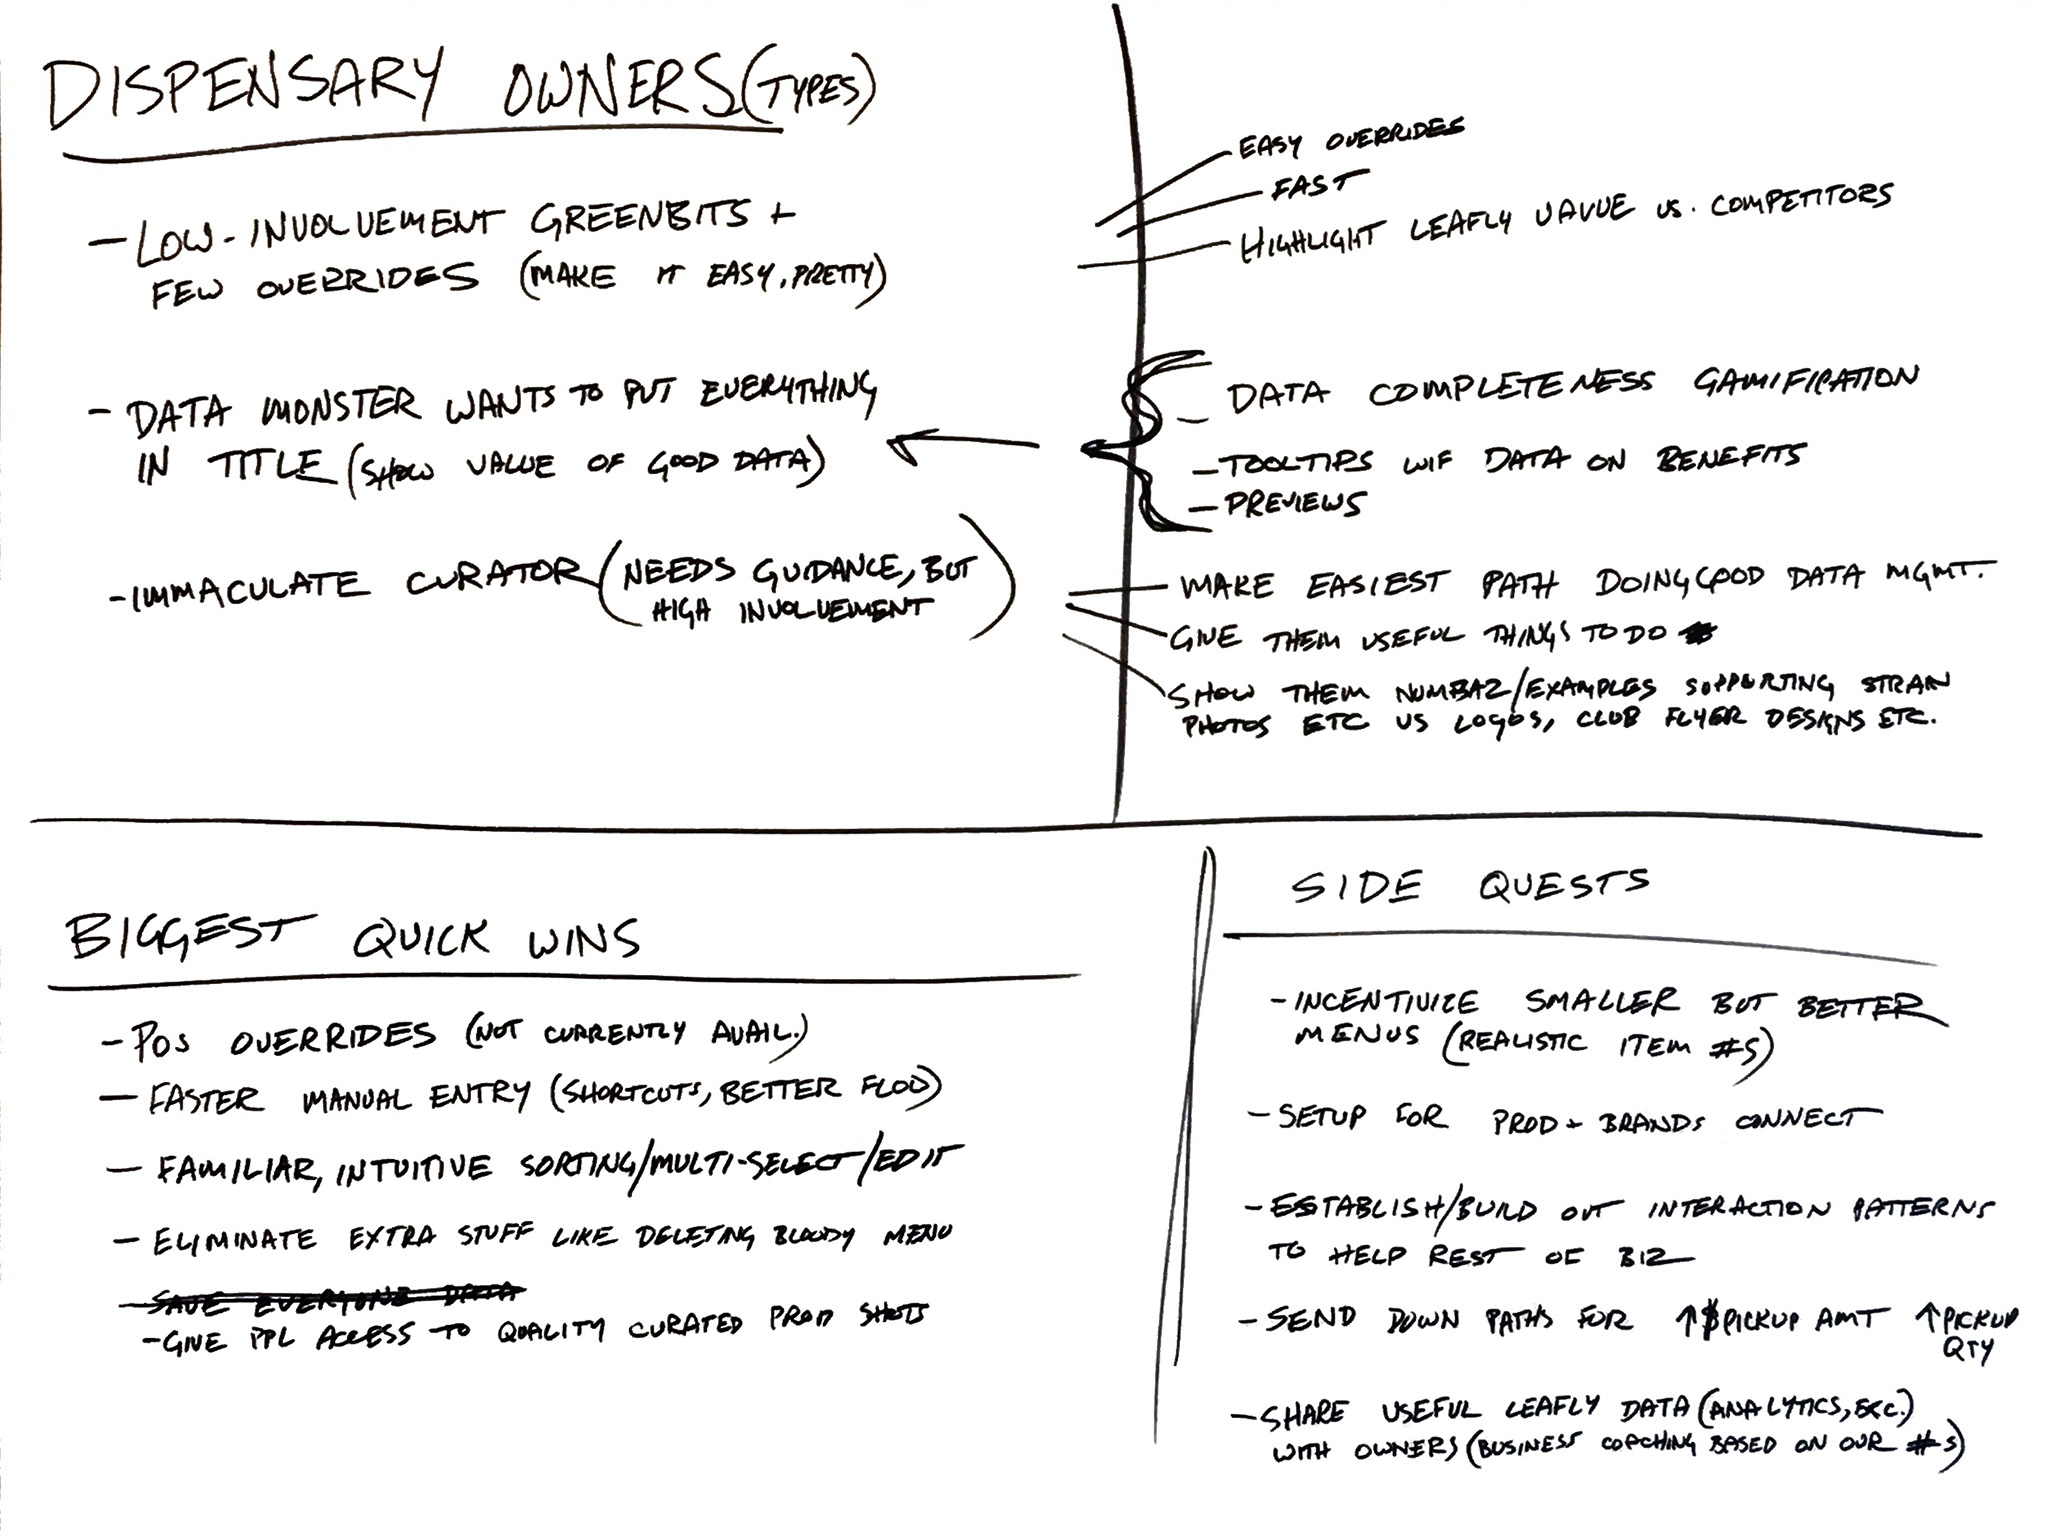 DISPENSARY OWNERS (TYPES)
- LOW-INVOLVEMENT GREENBITS +
FEW OVERRIDES (MAKE IT EASY, PRETTY)
- DATA MONSTER WANTS TO PUT EVERYTHING
IN TITLE (SHOW VALUE OF GOOD DATA)
- IMMACULATE CURATOR (NEEDS GUIDANCE, BUT
HIGH INVOLVEMENT)
EASY OVERRIDES
FAST
HIGHLIGHT LEAFLY VALUE VS. COMPETITORS
- DATA COMPLETENESS GAMIFICATION
- TOOLTIPS WIF DATA ON BENEFITS
- PREVIEWS
MAKE EASIEST PATH DOING GOOD DATA MGMT.
GIVE THEM USEFUL THINGS TO DO
SHOW THEM NUMBAZ/EXAMPLES SUPPORTING STRAIN
PHOTOS ETC VS LOGOS, CLUB FLYER DESIGNS ETC.
BIGGEST QUICK WINS
- POS OVERRIDES (NOT CURRENTLY AVAIL.)
- FASTER MANUAL ENTRY (SHORTCUTS, BETTER FLOW)
- FAMILIAR, INTUITIVE SORTING/MULTI-SELECT/EDIT
- ELIMINATE EXTRA STUFF LIKE DELETING BLOODY MENU
- SAVE EVERYONE DATA
- GIVE PPL ACCESS TO QUALITY CURATED PROD SHOTS
SIDE QUESTS
- INCENTIVIZE SMALLER BUT BETTER
MENUS (REALISTIC ITEM #S)
- SETUP FOR PROD + BRANDS CONNECT
- ESTABLISH/BUILD OUT INTERACTION PATTERNS
TO HELP REST OF BIZ
- SEND DOWN PATHS FOR ↑$PICKUP AMT ↑PICKUP
QTY
- SHARE USEFUL LEAFLY DATA (ANALYTICS, ETC.)
WITH OWNERS (BUSINESS COACHING BASED ON OUR #S)